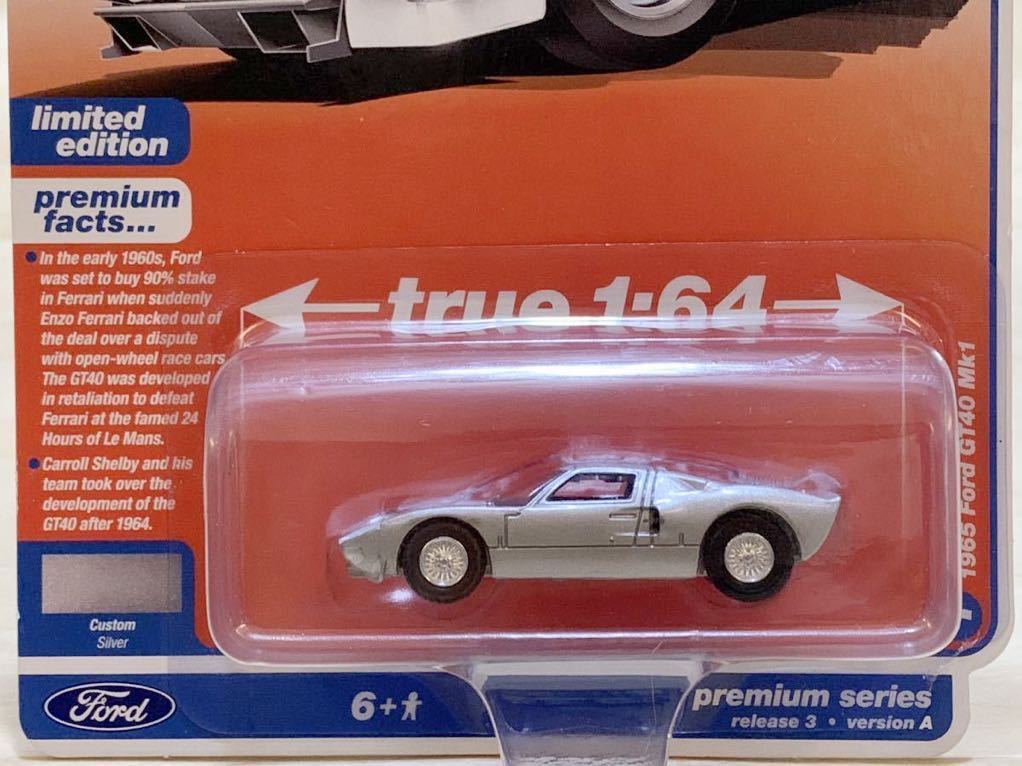 limited
edition
premium
facts...
• In the early 1960s, Ford
was set to buy 90% stake
in Ferrari when suddenly
Enzo Ferrari backed out of
the deal over a dispute
with open-wheel race cars.
The GT40 was developed
in retaliation to defeat
Ferrari at the famed 24
Hours of Le Mans.
• Carroll Shelby and his
team took over the
development of the
GT40 after 1964.
true 1:64
1965 Ford GT40 Mk1
Custom
Silver
Ford
6+
premium series
release 3 • version A